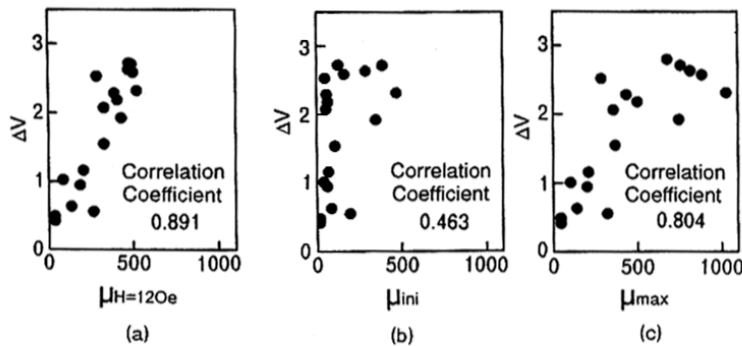 3
2
1
0
ΔV
Correlation
Coefficient
0.891
0
500
1000
μH=12Oe
(a)
3
2
1
0
ΔV
Correlation
Coefficient
0.463
0
500
1000
μini
(b)
3
2
1
0
ΔV
Correlation
Coefficient
0.804
0
500
1000
μmax
(c)